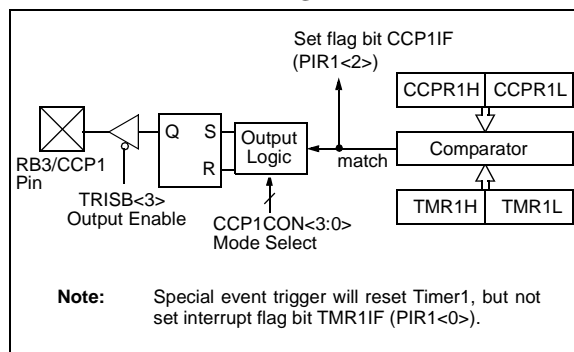 Set flag bit CCP1IF
(PIR1<2>)
CCPR1H CCPR1L
Q S
R
Output
Logic
match
Comparator
RB3/CCP1
Pin
TRISB<3>
Output Enable
CCP1CON<3:0>
Mode Select
TMR1H TMR1L
Note: Special event trigger will reset Timer1, but not
set interrupt flag bit TMR1IF (PIR1<0>).